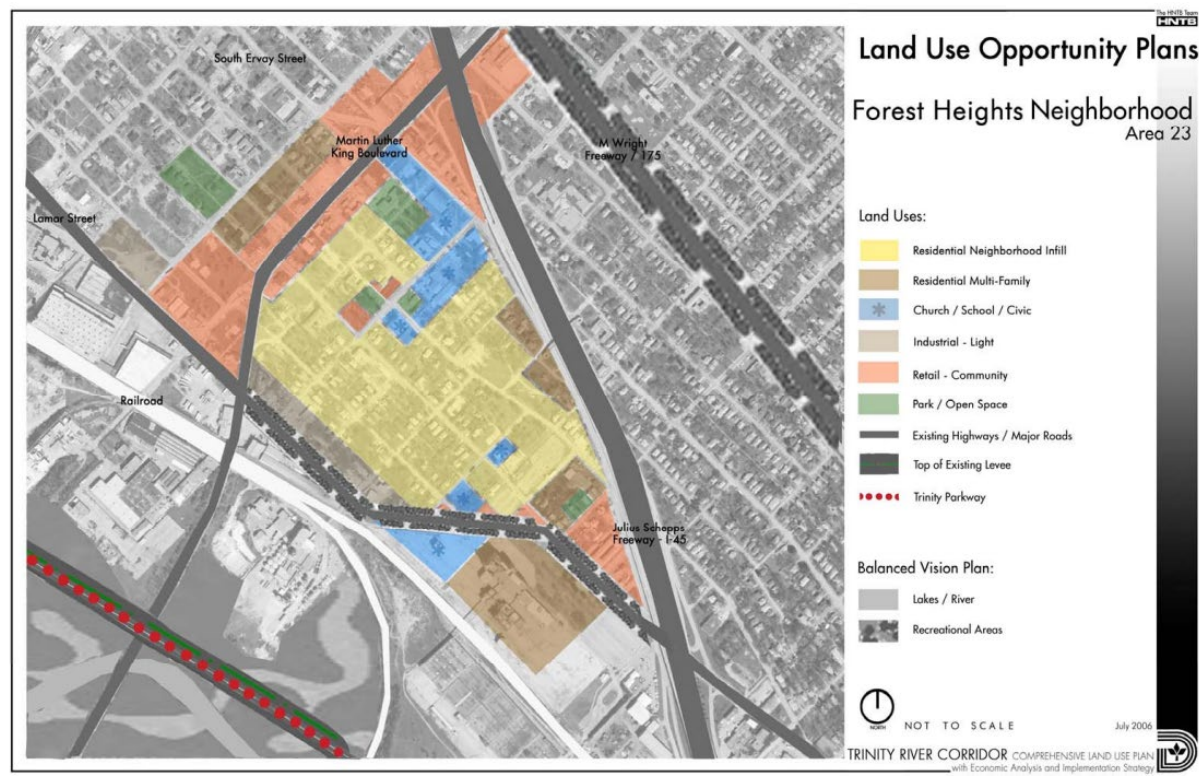 The HNTB Team
HNTB
Land Use Opportunity Plans
Forest Heights Neighborhood
Area 23
South Ervay Street
Martin Luther
King Boulevard
M Wright
Freeway / 175
Lamar Street
Railroad
Julius Schepps
Freeway - I-45
Land Uses:
Residential Neighborhood Infill
Residential Multi-Family
Church / School / Civic
Industrial - Light
Retail - Community
Park / Open Space
Existing Highways / Major Roads
Top of Existing Levee
Trinity Parkway
Balanced Vision Plan:
Lakes / River
Recreational Areas
NORTH
NOT TO SCALE
July 2006
TRINITY RIVER CORRIDOR COMPREHENSIVE LAND USE PLAN
with Economic Analysis and Implementation Strategy